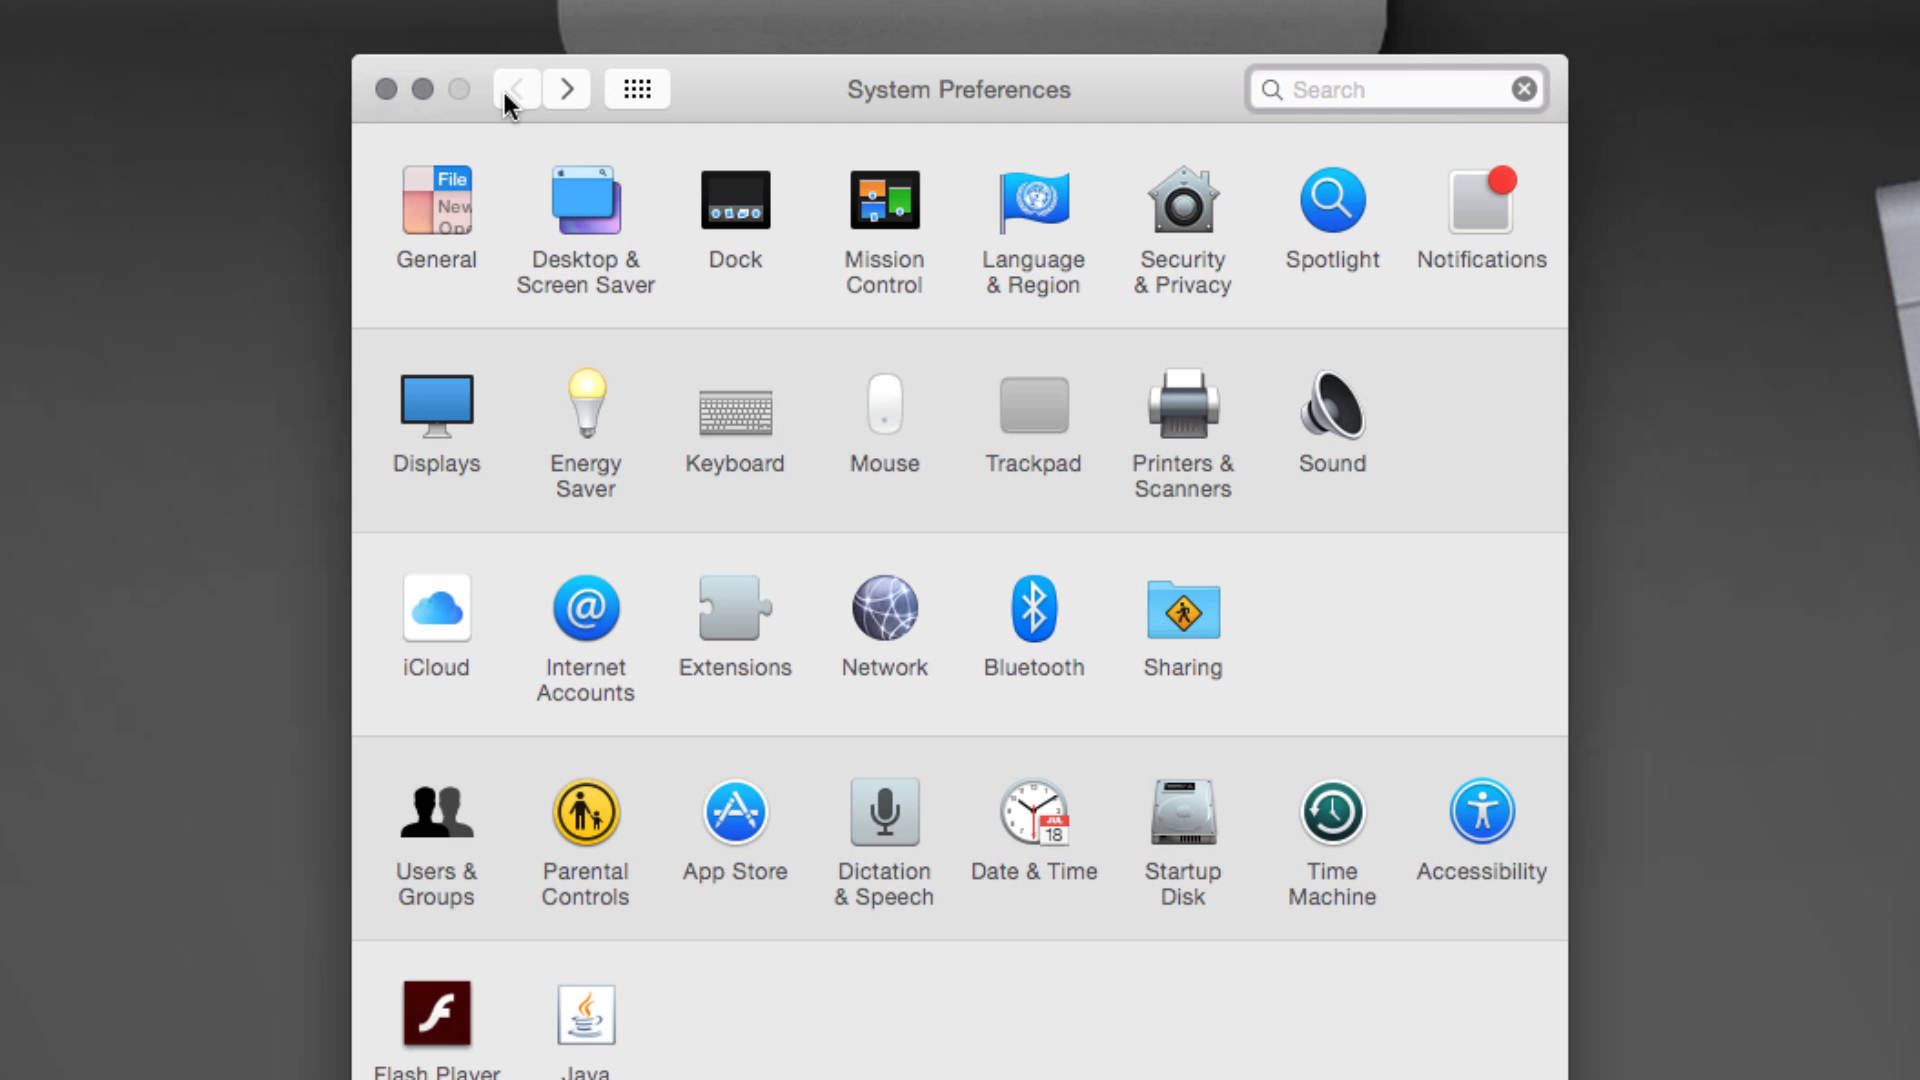 System Preferences
Search
File
New
Ope
General
Desktop &
Screen Saver
Dock
Mission
Control
Language
& Region
Security
& Privacy
Spotlight
Notifications
Displays
Energy
Saver
Keyboard
Mouse
Trackpad
Printers &
Scanners
Sound
iCloud
@
Internet
Accounts
Extensions
Network
Bluetooth
Sharing
Users &
Groups
Parental
Controls
App Store
Dictation
& Speech
JUL
18
Date & Time
Startup
Disk
Time
Machine
Accessibility
Flash Player
Java